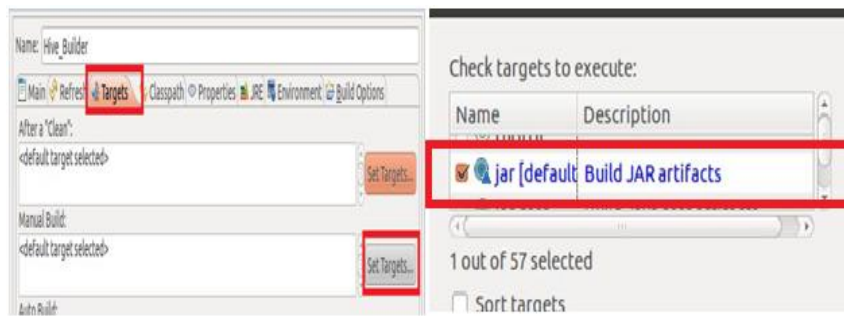 Name: Hive_Builder
Main Refresh Targets Classpath Properties JRE Environment Build Options
After a "Clean":
<default target selected>
Set Targets...
Manual Build:
<default target selected>
Set Targets...
Auto Build:
Check targets to execute:
Name Description
jar [default Build JAR artifacts
1 out of 57 selected
Sort targets